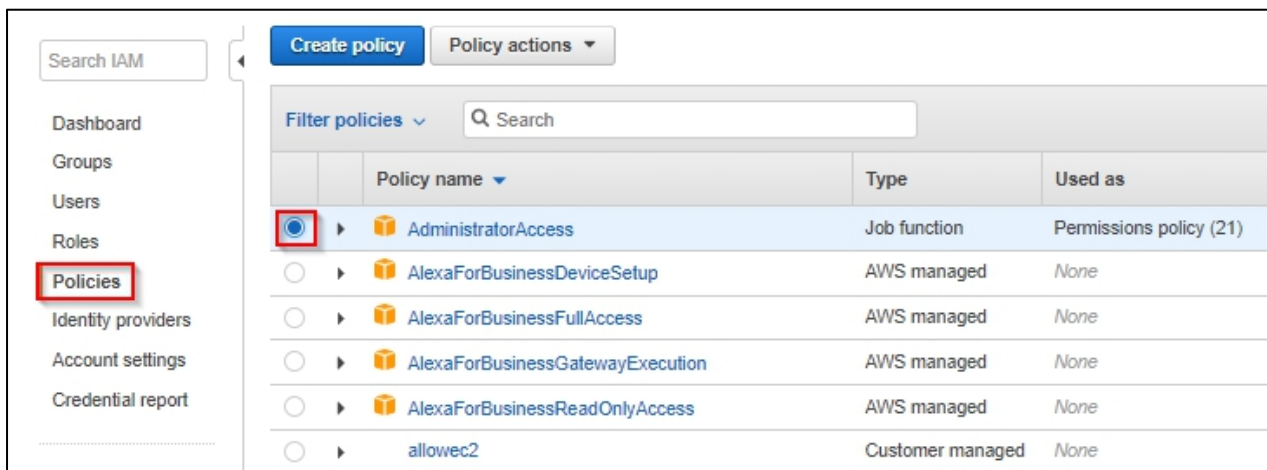 Create policy Policy actions
Search IAM
Filter policies Search
Dashboard
Groups
Users
Roles
Policies
Identity providers
Account settings
Credential report
Policy name Type Used as
AdministratorAccess Job function Permissions policy (21)
AlexaForBusinessDeviceSetup AWS managed None
AlexaForBusinessFullAccess AWS managed None
AlexaForBusinessGatewayExecution AWS managed None
AlexaForBusinessReadOnlyAccess AWS managed None
allowec2 Customer managed None